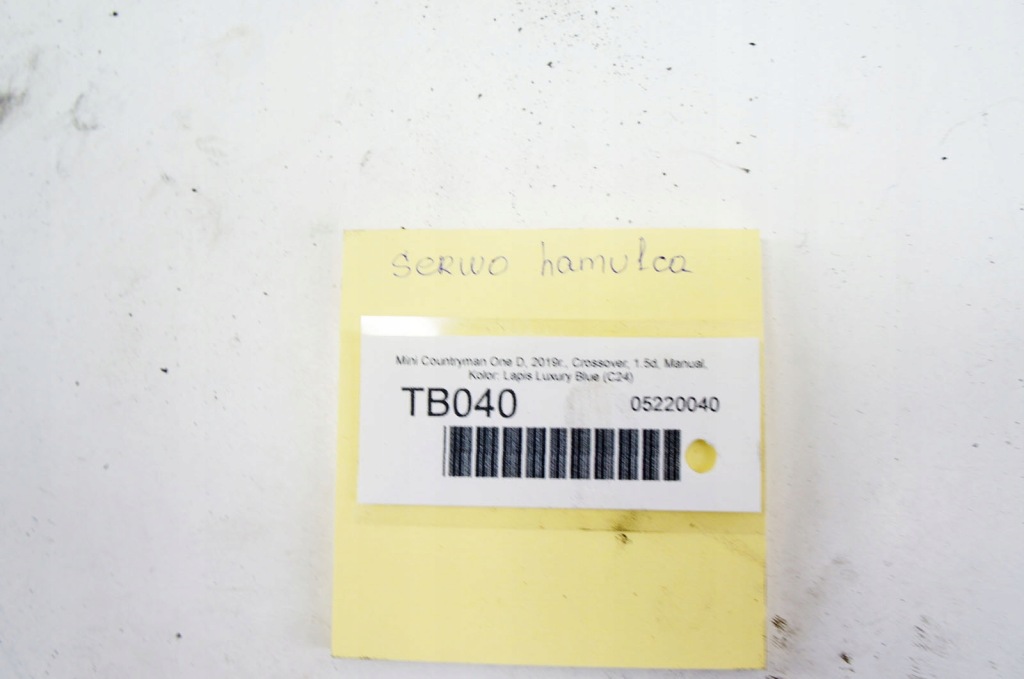 serwo hamulca
Mini Countryman One D, 2019r., Crossover, 1.5d, Manual,
Kolor: Lapis Luxury Blue (C24)
TB040 05220040